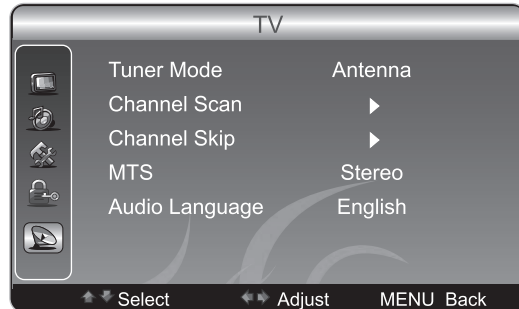 TV
Tuner Mode Antenna
Channel Scan
Channel Skip
MTS Stereo
Audio Language English
Select Adjust MENU Back